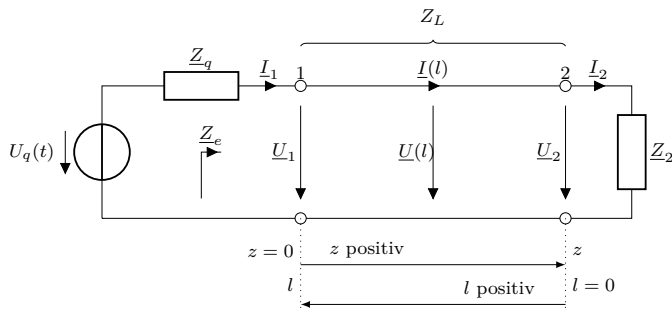 Z_L
Z_q
I_1
1
I(l)
2
I_2
U_q(t)
Z_e
U_1
U(l)
U_2
Z_2
z = 0
z positiv
z
l
l positiv
l = 0